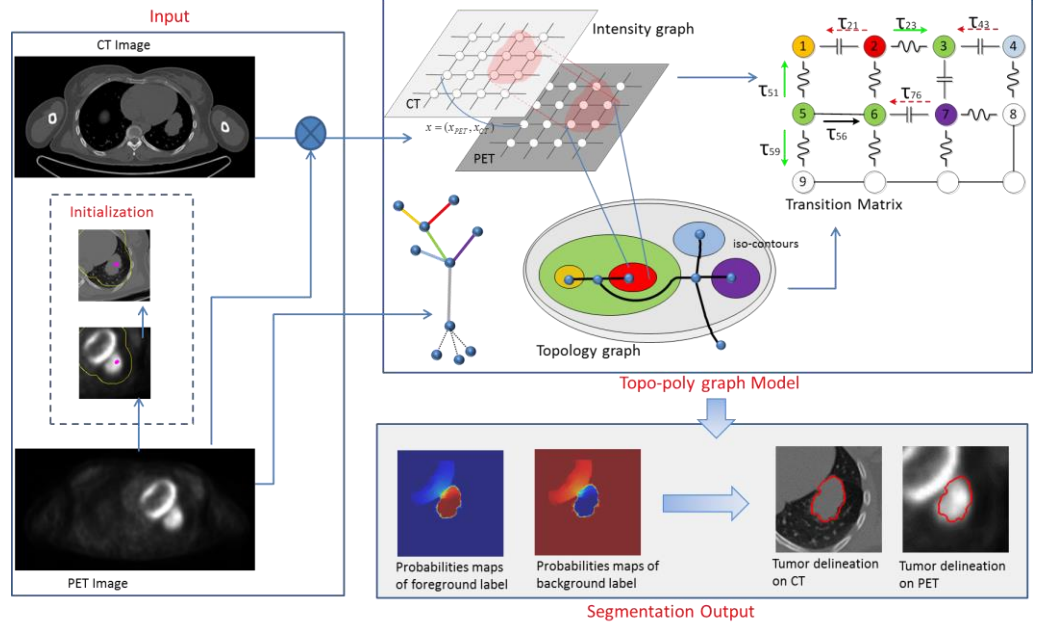 Input
CT Image
Initialization
PET Image
Intensity graph
CT
x = (x_PET, x_CT)
PET
iso-contours
Topology graph
τ21 τ23 τ43
1 2 3 4
τ51 τ76
5 6 7 8
τ56
τ59
9
Transition Matrix
Topo-poly graph Model
Probabilities maps
of foreground label
Probabilities maps of
background label
Tumor delineation
on CT
Tumor delineation
on PET
Segmentation Output